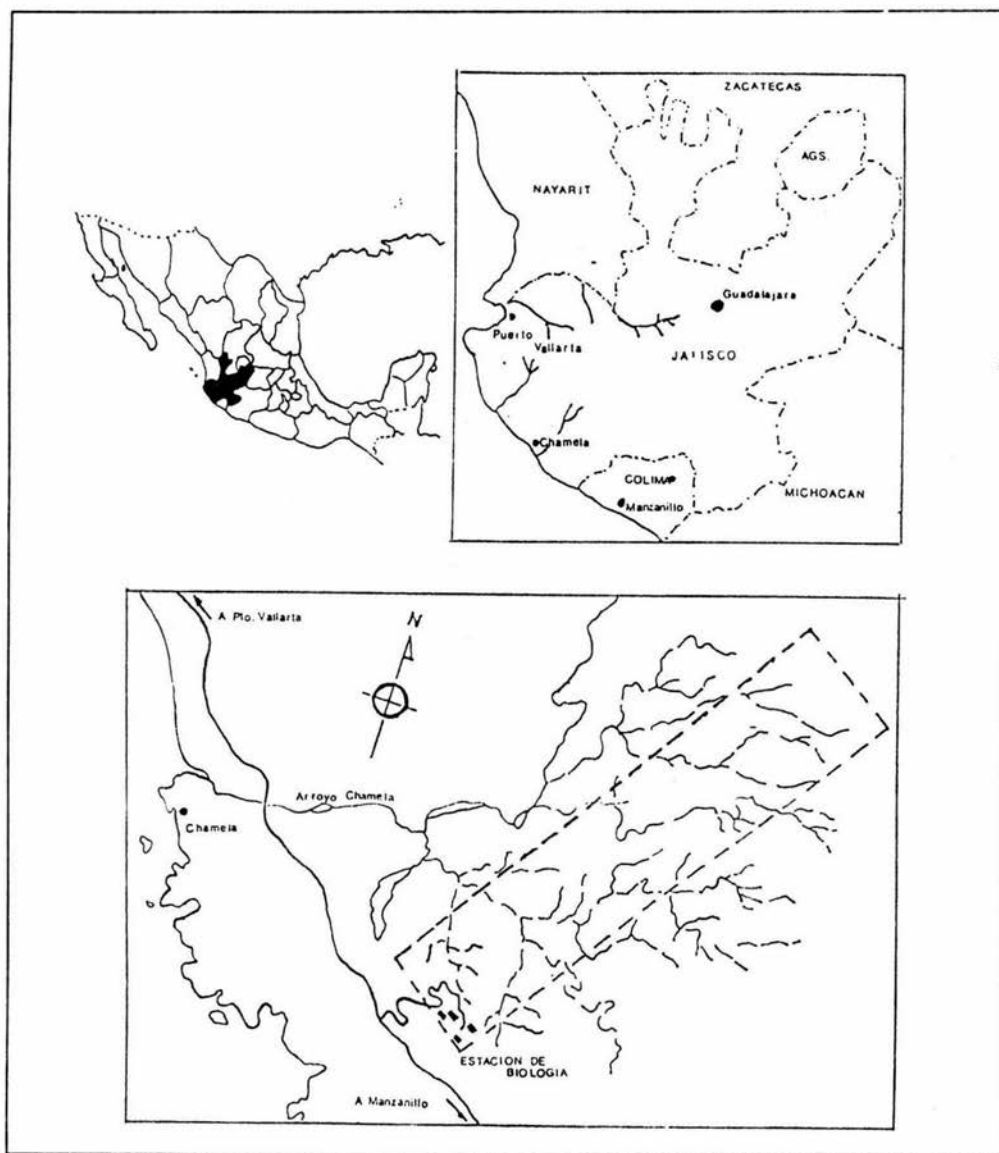 ZACATECAS
AGS.
NAYARIT
Guadalajara
Puerto
Vallarta
JALISCO
Chamela
COLIMA
Manzanillo
MICHOACAN
A Pto. Vallarta
N
Arroyo Chamela
Chamela
ESTACION DE
BIOLOGIA
A Manzanillo